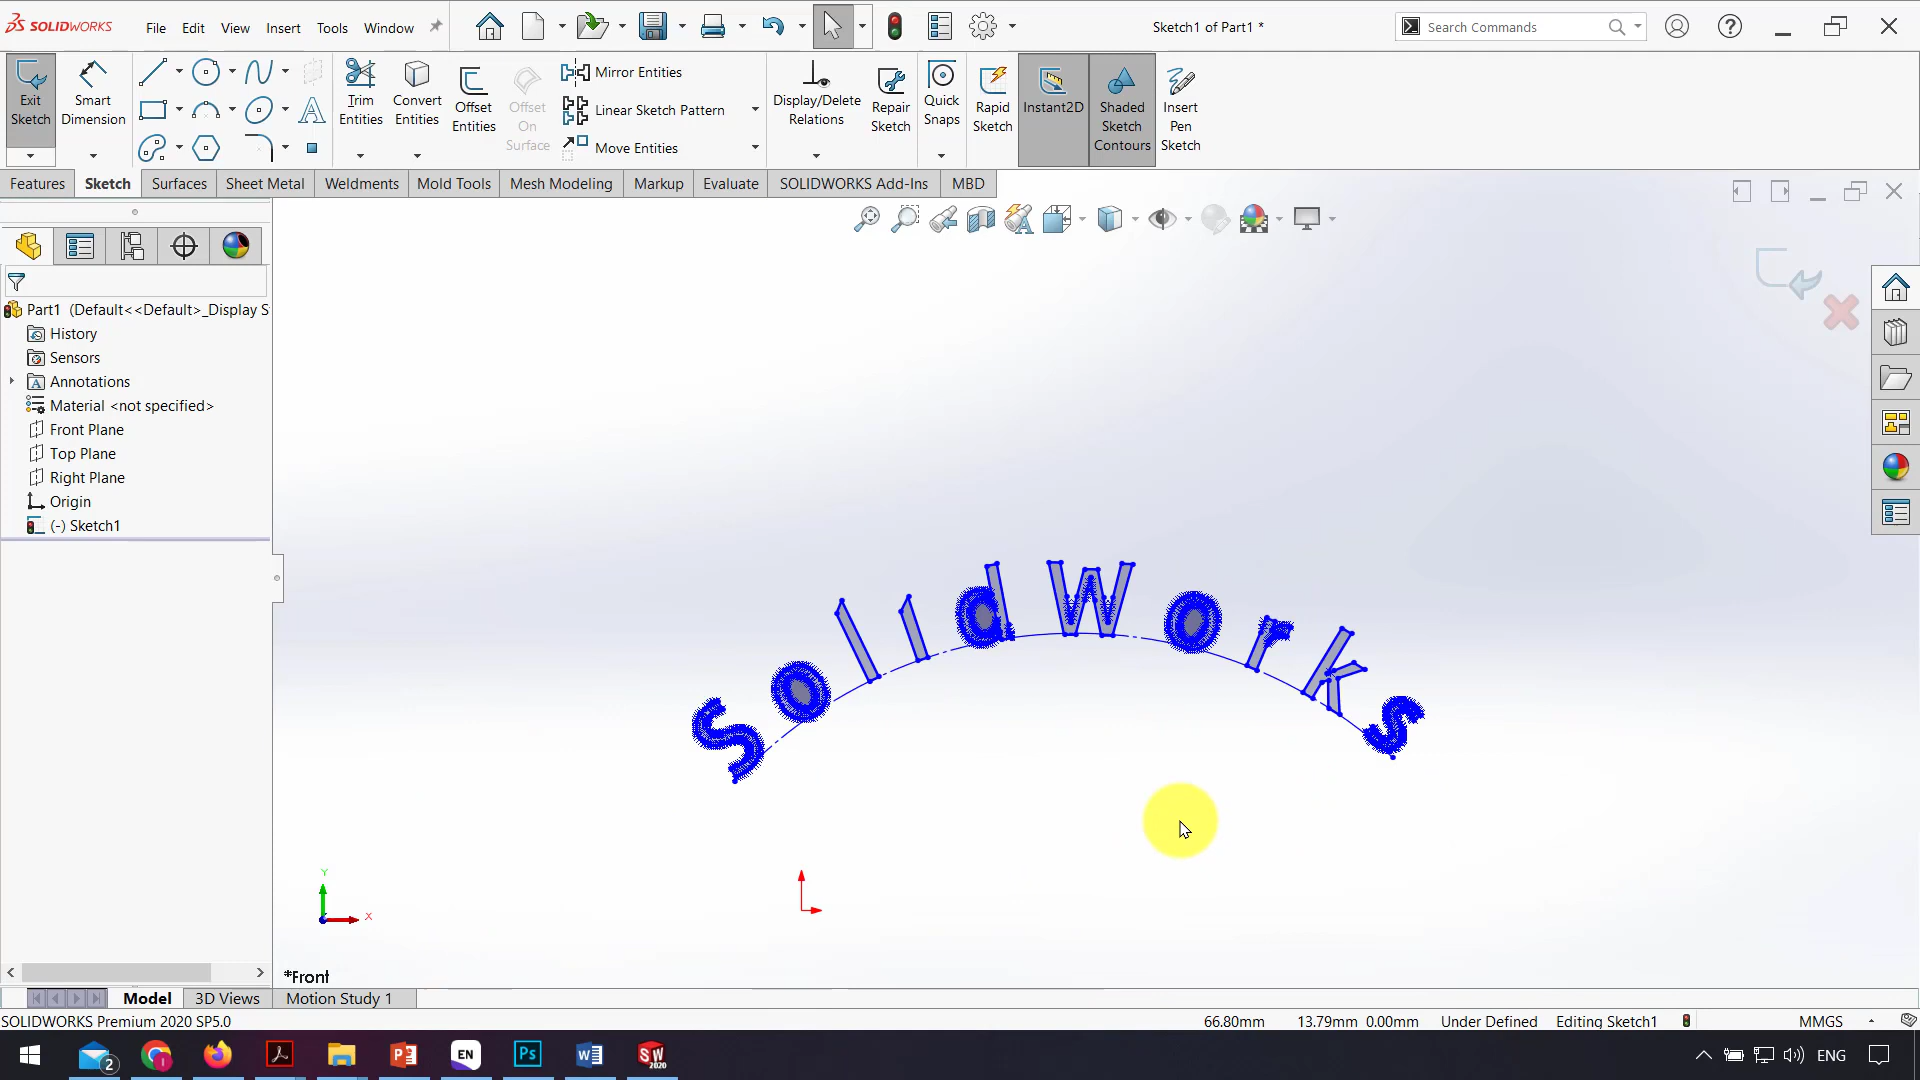 SOLIDWORKS
File Edit View Insert Tools Window
Sketch1 of Part1 *
Search Commands
Exit Sketch
Smart Dimension
Trim Entities
Convert Entities
Offset Entities
Offset On Surface
Mirror Entities
Linear Sketch Pattern
Move Entities
Display/Delete Relations
Repair Sketch
Quick Snaps
Rapid Sketch
Instant2D
Shaded Sketch Contours
Insert Pen Sketch
Features Sketch Surfaces Sheet Metal Weldments Mold Tools Mesh Modeling Markup Evaluate SOLIDWORKS Add-Ins MBD
Part1 (Default<<Default>_Display S
History
Sensors
Annotations
Material <not specified>
Front Plane
Top Plane
Right Plane
Origin
(-) Sketch1
SolidWorks
Y
X
*Front
Model 3D Views Motion Study 1
SOLIDWORKS Premium 2020 SP5.0
66.80mm 13.79mm 0.00mm Under Defined Editing Sketch1 MMGS
2
EN
Ps
SW 2020
ENG